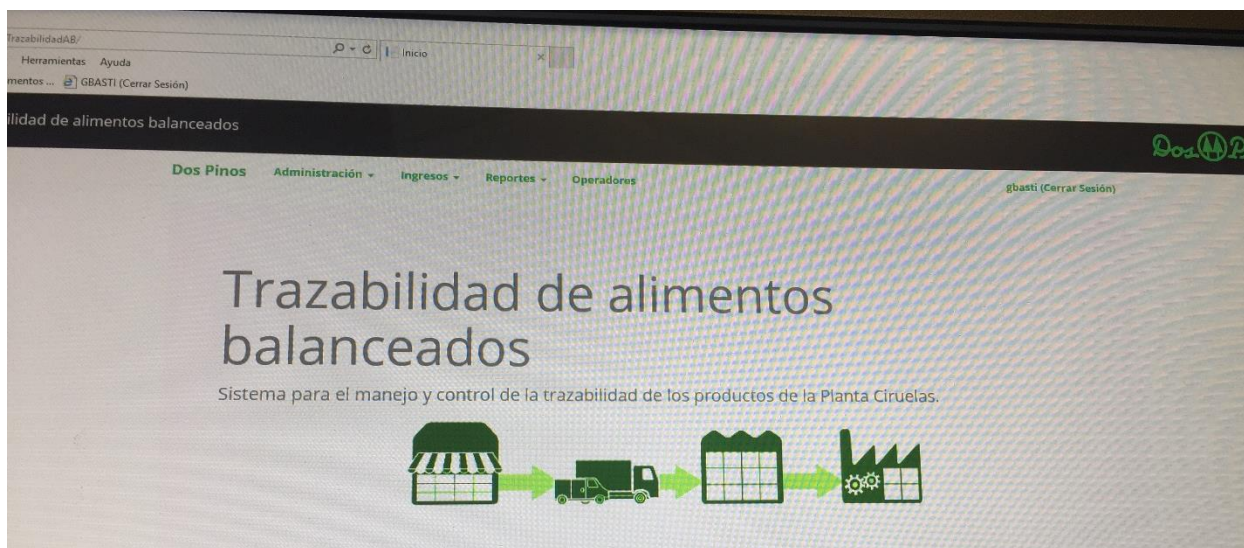 TrazabilidadAB/
Inicio
Herramientas Ayuda
mentos ... GBASTI (Cerrar Sesión)
ilidad de alimentos balanceados
Dos P
Dos Pinos Administración Ingresos Reportes Operadores gbasti (Cerrar Sesión)
Trazabilidad de alimentos
balanceados
Sistema para el manejo y control de la trazabilidad de los productos de la Planta Ciruelas.